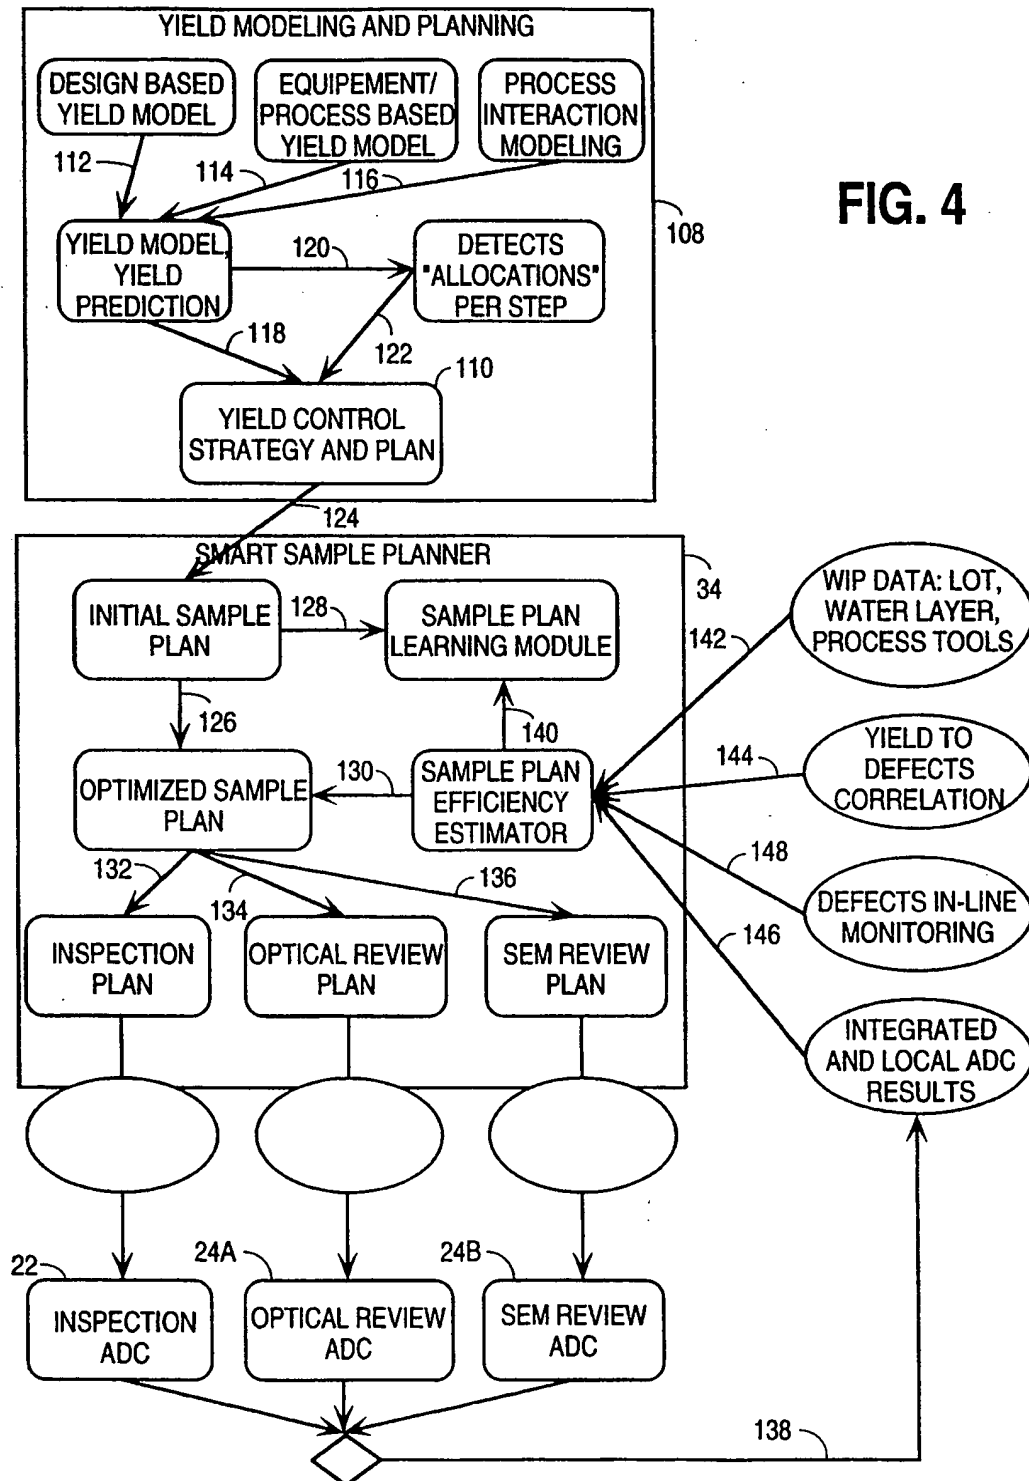 YIELD MODELING AND PLANNING
DESIGN BASED
YIELD MODEL
EQUIPEMENT/
PROCESS BASED
YIELD MODEL
PROCESS
INTERACTION
MODELING
112
114
116
FIG. 4
108
YIELD MODEL,
YIELD
PREDICTION
120
DETECTS
"ALLOCATIONS"
PER STEP
118
122
110
YIELD CONTROL
STRATEGY AND PLAN
124
SMART SAMPLE PLANNER
34
INITIAL SAMPLE
PLAN
128
SAMPLE PLAN
LEARNING MODULE
142
WIP DATA: LOT,
WATER LAYER,
PROCESS TOOLS
126
140
OPTIMIZED SAMPLE
PLAN
130
SAMPLE PLAN
EFFICIENCY
ESTIMATOR
144
YIELD TO
DEFECTS
CORRELATION
132
134
136
148
DEFECTS IN-LINE
MONITORING
146
INSPECTION
PLAN
OPTICAL REVIEW
PLAN
SEM REVIEW
PLAN
INTEGRATED
AND LOCAL ADC
RESULTS
22
24A
24B
INSPECTION
ADC
OPTICAL REVIEW
ADC
SEM REVIEW
ADC
138